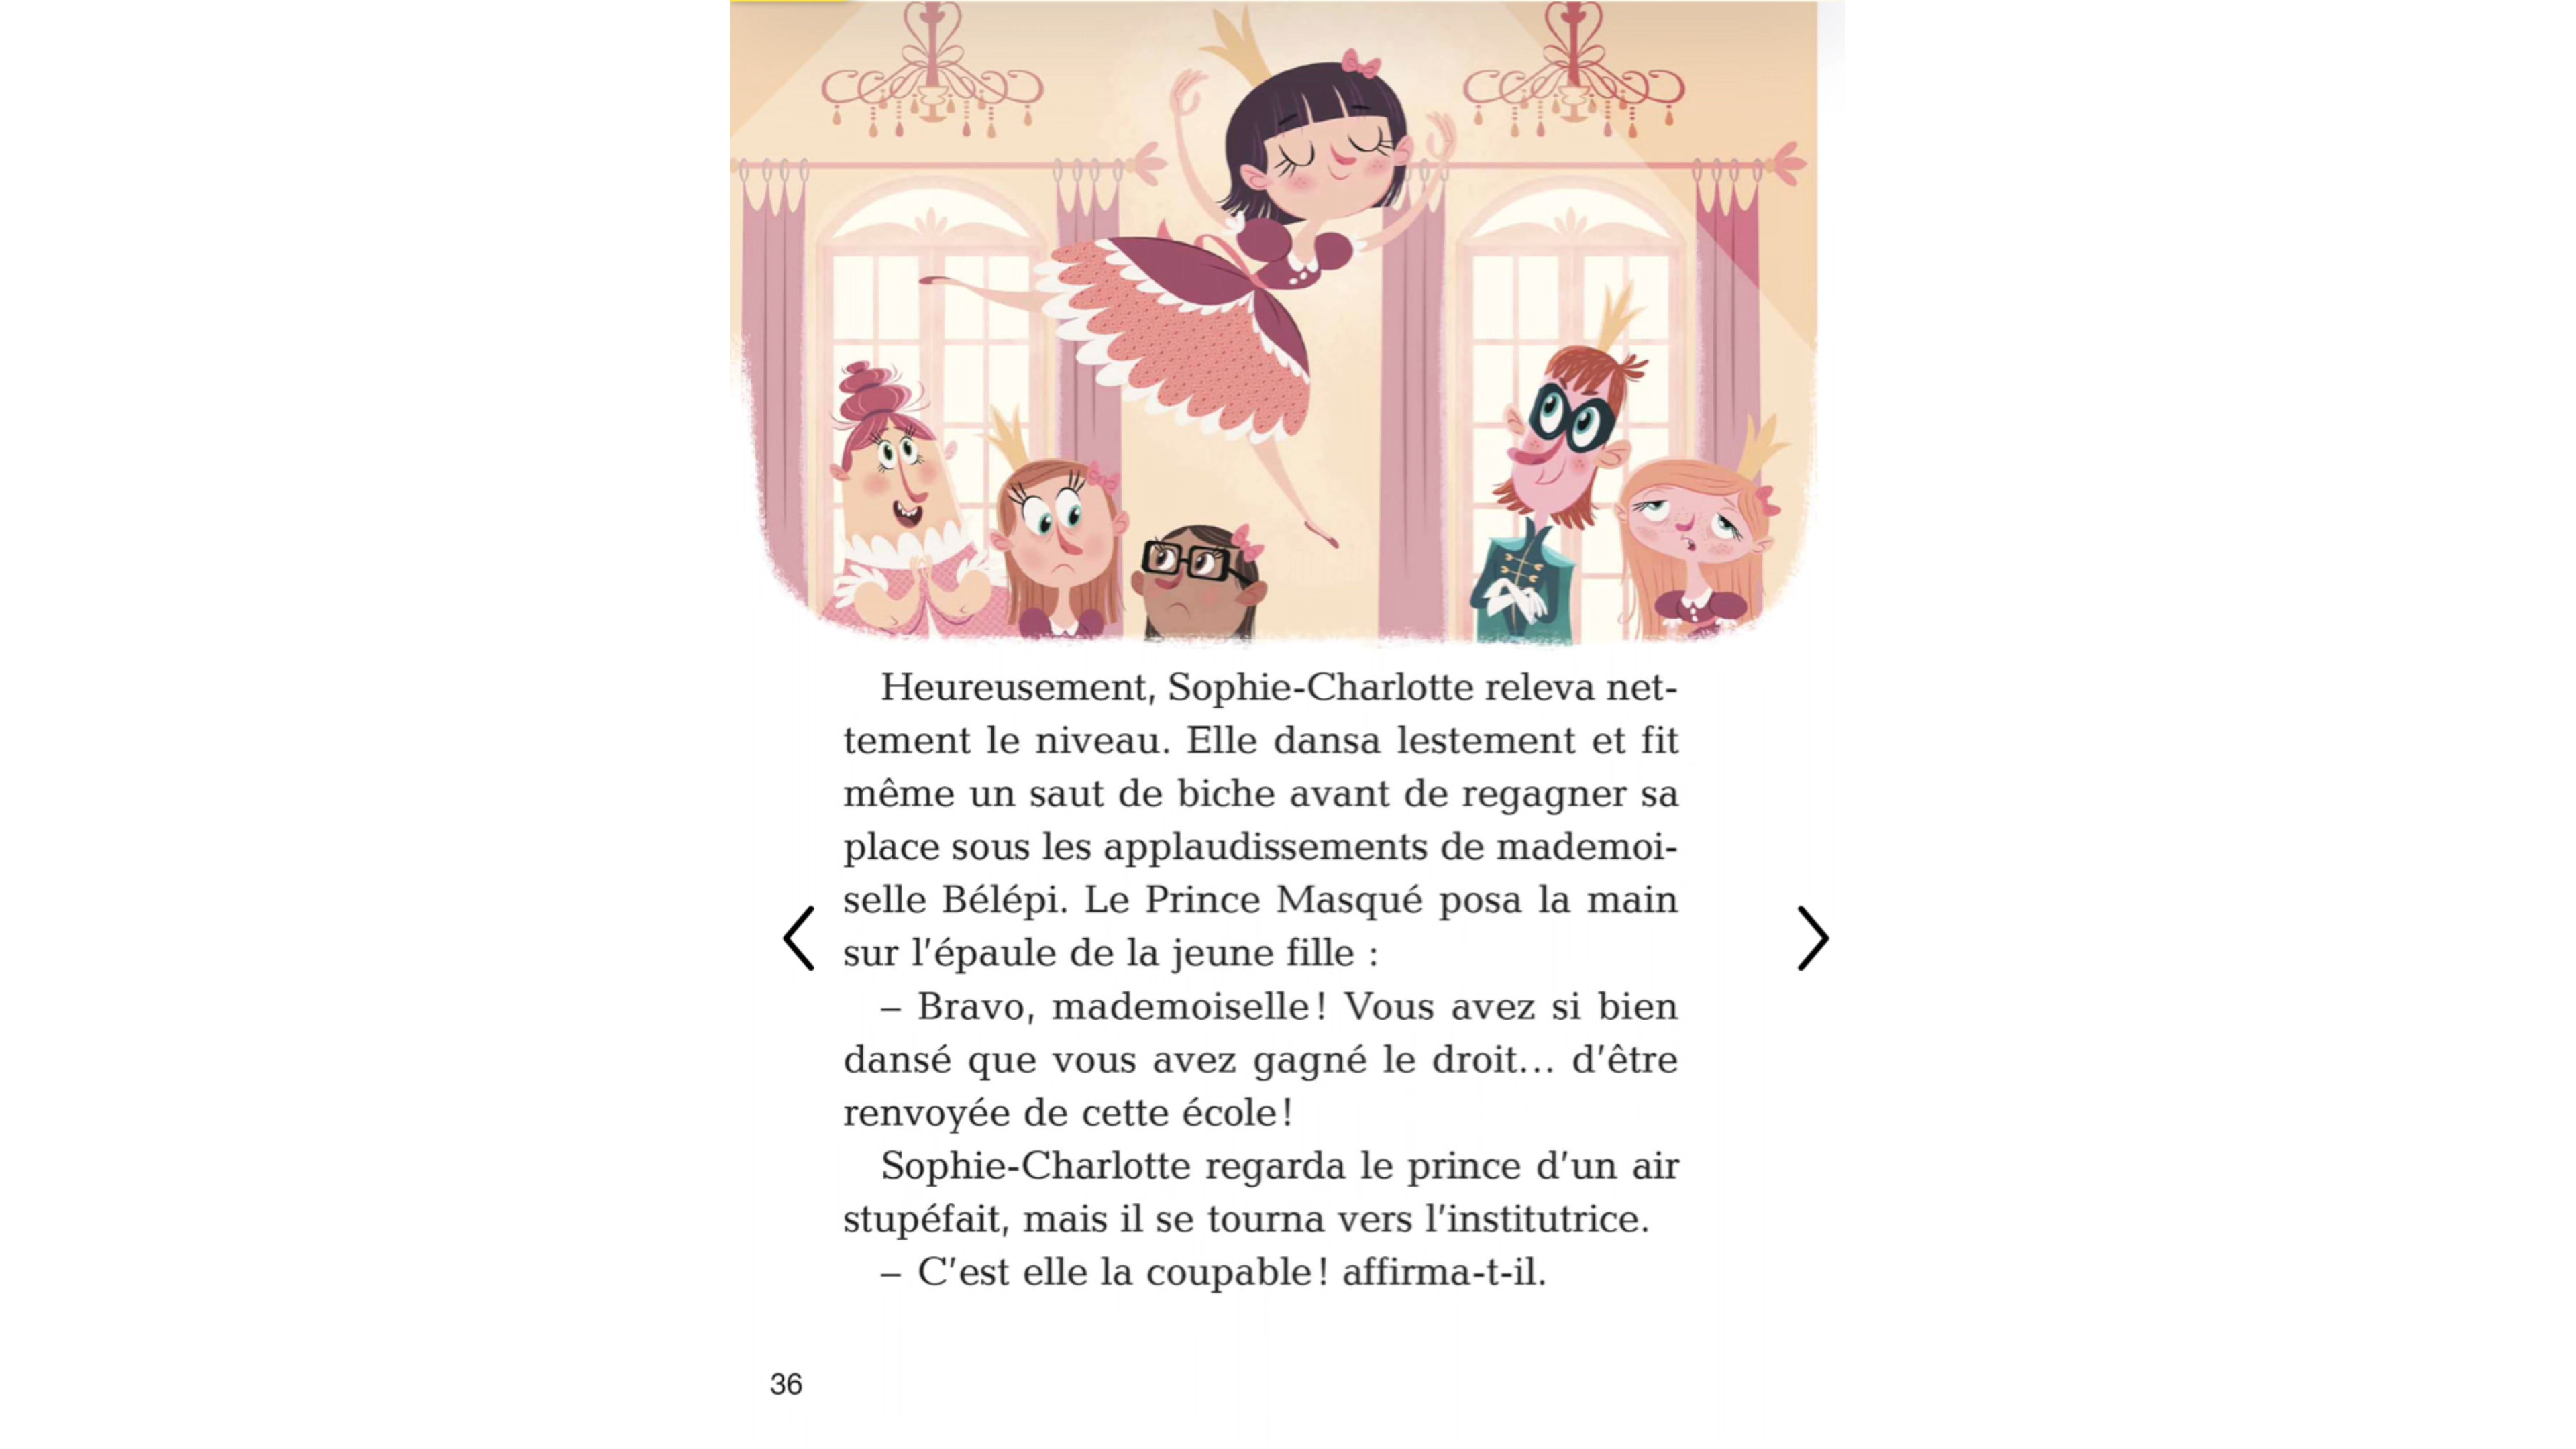 Heureusement, Sophie-Charlotte releva net-
tement le niveau. Elle dansa lestement et fit
même un saut de biche avant de regagner sa
place sous les applaudissements de mademoi-
selle Bélépi. Le Prince Masqué posa la main
sur l’épaule de la jeune fille :
– Bravo, mademoiselle ! Vous avez si bien
dansé que vous avez gagné le droit… d’être
renvoyée de cette école !
Sophie-Charlotte regarda le prince d’un air
stupéfait, mais il se tourna vers l’institutrice.
– C’est elle la coupable ! affirma-t-il.
36